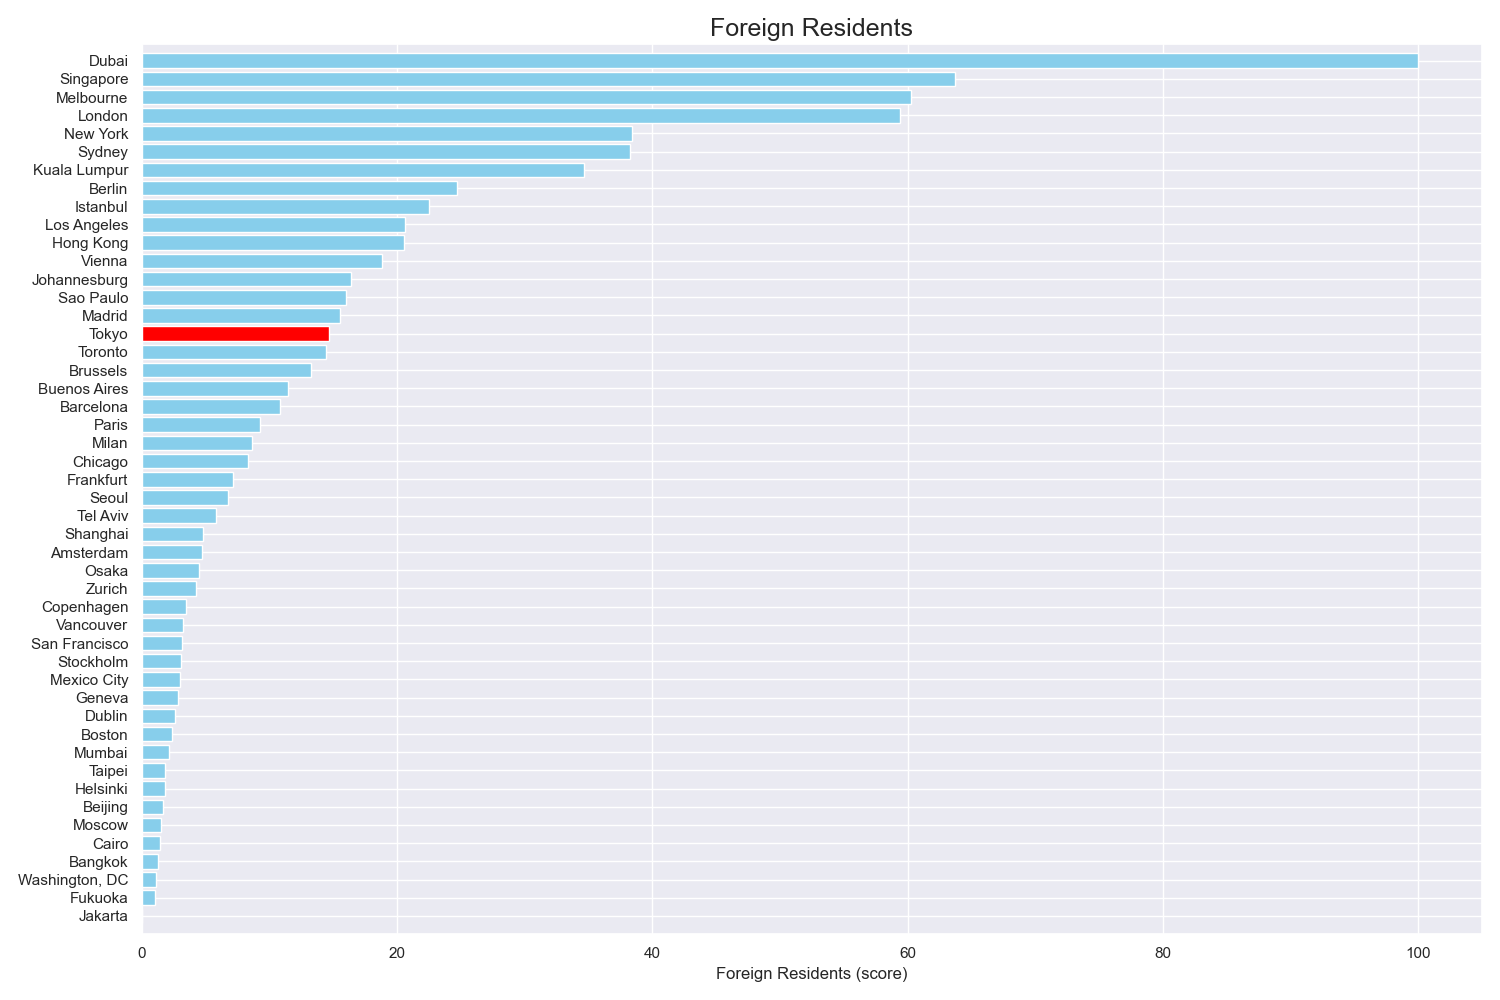 Foreign Residents
Dubai
Singapore
Melbourne
London
New York
Sydney
Kuala Lumpur
Berlin
Istanbul
Los Angeles
Hong Kong
Vienna
Johannesburg
Sao Paulo
Madrid
Tokyo
Toronto
Brussels
Buenos Aires
Barcelona
Paris
Milan
Chicago
Frankfurt
Seoul
Tel Aviv
Shanghai
Amsterdam
Osaka
Zurich
Copenhagen
Vancouver
San Francisco
Stockholm
Mexico City
Geneva
Dublin
Boston
Mumbai
Taipei
Helsinki
Beijing
Moscow
Cairo
Bangkok
Washington, DC
Fukuoka
Jakarta
0 20 40 60 80 100
Foreign Residents (score)